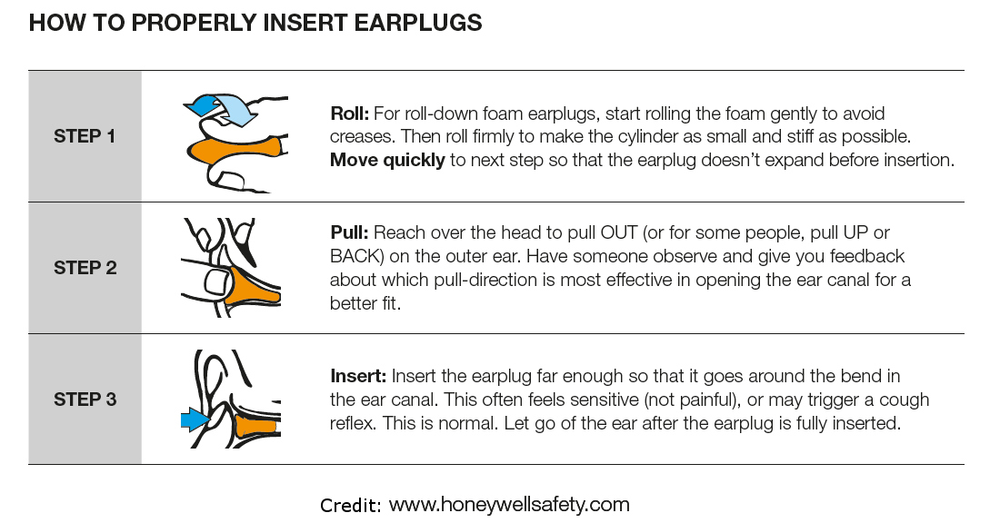 HOW TO PROPERLY INSERT EARPLUGS
STEP 1
Roll: For roll-down foam earplugs, start rolling the foam gently to avoid
creases. Then roll firmly to make the cylinder as small and stiff as possible.
Move quickly to next step so that the earplug doesn’t expand before insertion.
STEP 2
Pull: Reach over the head to pull OUT (or for some people, pull UP or
BACK) on the outer ear. Have someone observe and give you feedback
about which pull-direction is most effective in opening the ear canal for a
better fit.
STEP 3
Insert: Insert the earplug far enough so that it goes around the bend in
the ear canal. This often feels sensitive (not painful), or may trigger a cough
reflex. This is normal. Let go of the ear after the earplug is fully inserted.
Credit: www.honeywellsafety.com